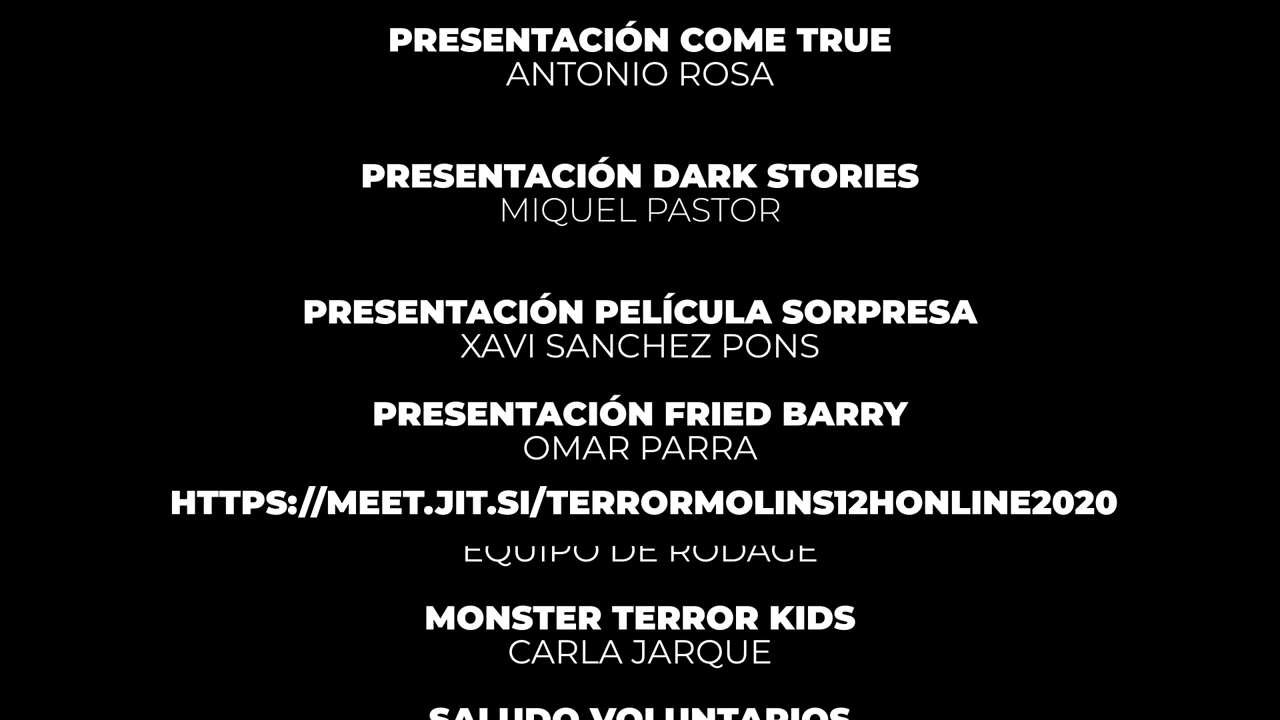 PRESENTACIÓN COME TRUE
ANTONIO ROSA
PRESENTACIÓN DARK STORIES
MIQUEL PASTOR
PRESENTACIÓN PELÍCULA SORPRESA
XAVI SANCHEZ PONS
PRESENTACIÓN FRIED BARRY
OMAR PARRA
HTTPS://MEET.JIT.SI/TERRORMOLINS12HONLINE2020
EQUIPO DE RODAGE
MONSTER TERROR KIDS
CARLA JARQUE
SALUDO VOLUNTARIOS